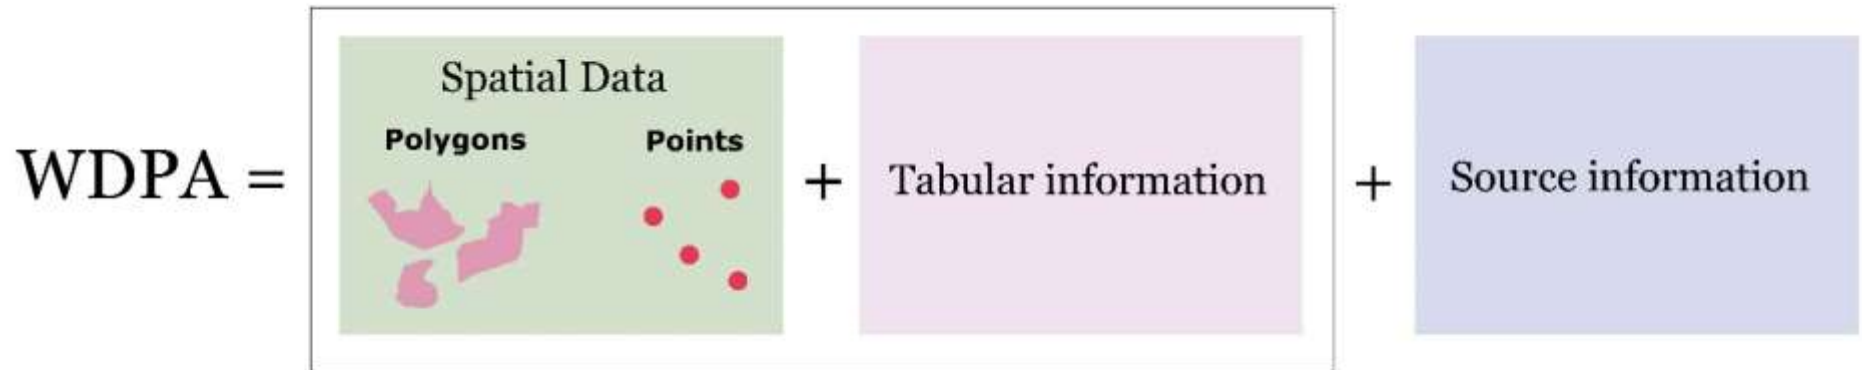 WDPA =
Spatial Data
Polygons
Points
+
Tabular information
+
Source information